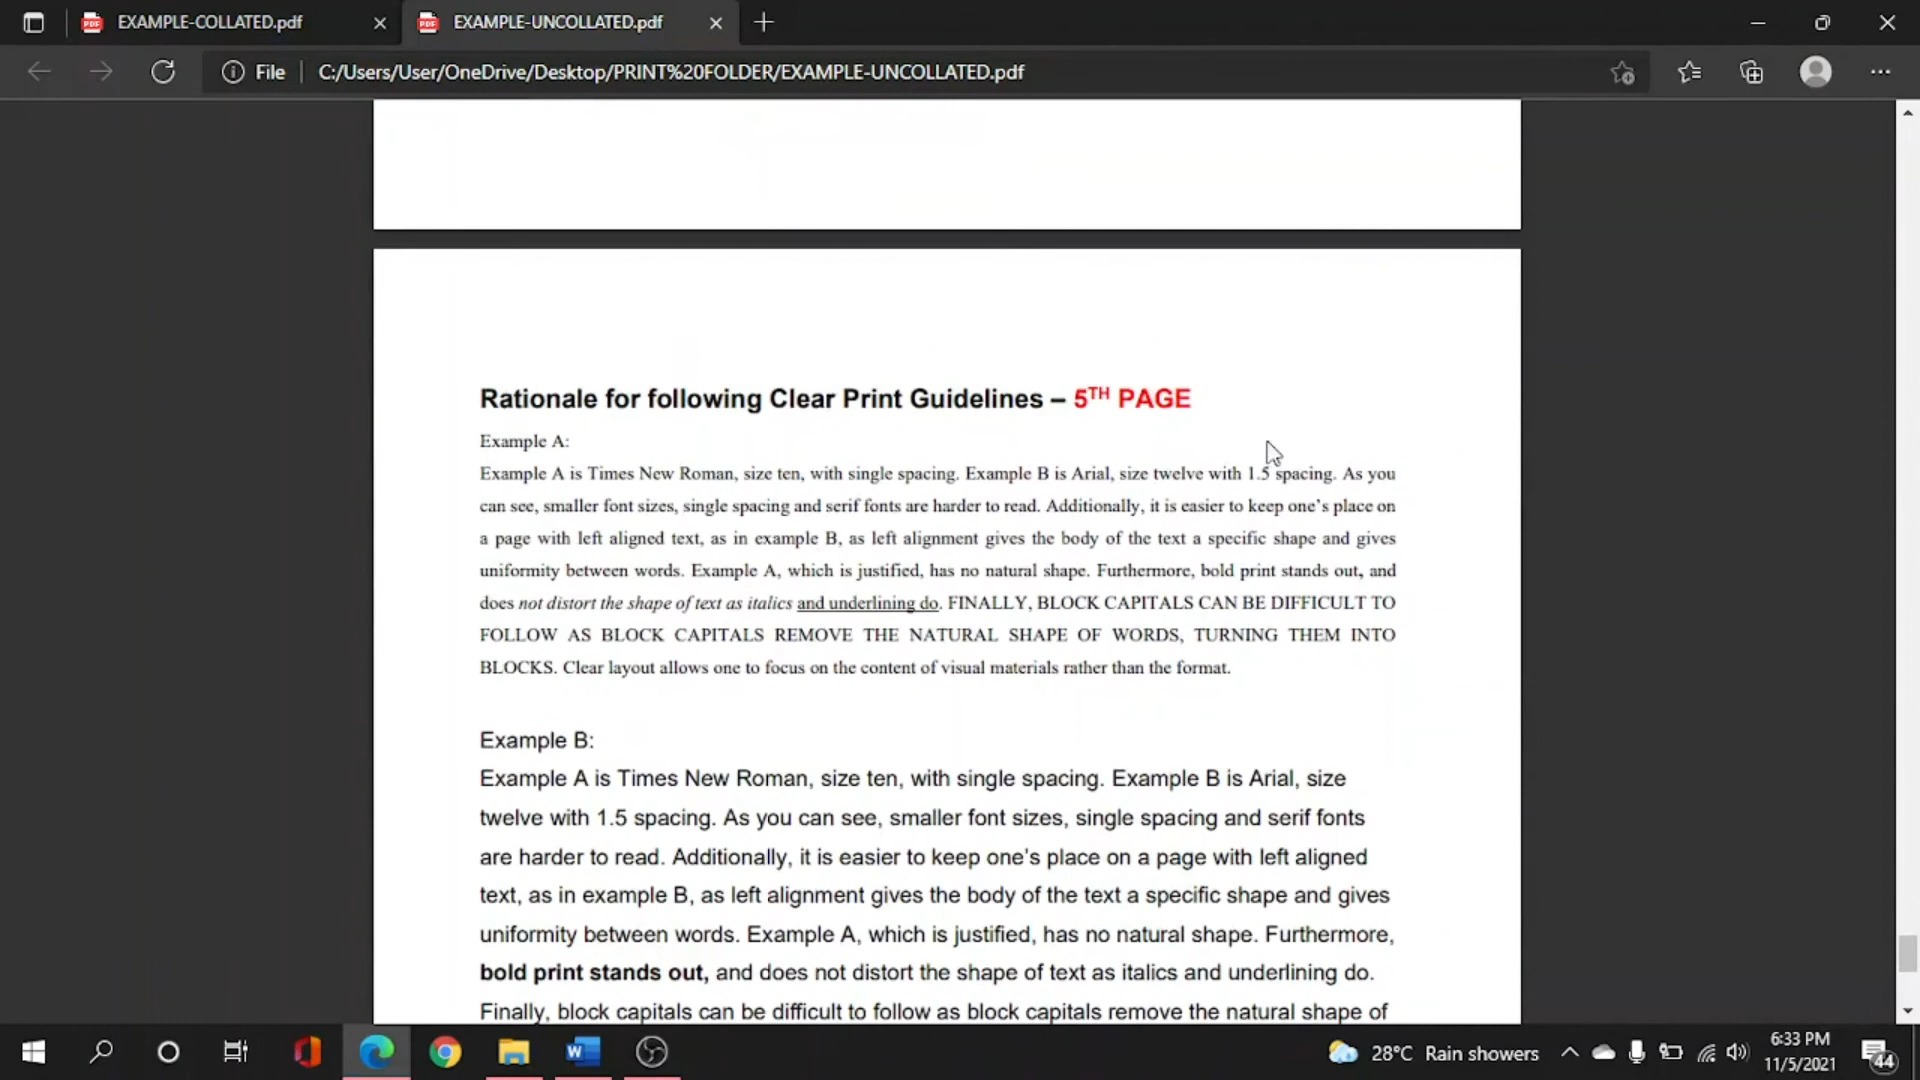 EXAMPLE-COLLATED.pdf
EXAMPLE-UNCOLLATED.pdf
File
C:/Users/User/OneDrive/Desktop/PRINT%20FOLDER/EXAMPLE-UNCOLLATED.pdf
Rationale for following Clear Print Guidelines – 5TH PAGE
Example A:
Example A is Times New Roman, size ten, with single spacing. Example B is Arial, size twelve with 1.5 spacing. As you
can see, smaller font sizes, single spacing and serif fonts are harder to read. Additionally, it is easier to keep one’s place on
a page with left aligned text, as in example B, as left alignment gives the body of the text a specific shape and gives
uniformity between words. Example A, which is justified, has no natural shape. Furthermore, bold print stands out, and
does not distort the shape of text as italics and underlining do. FINALLY, BLOCK CAPITALS CAN BE DIFFICULT TO
FOLLOW AS BLOCK CAPITALS REMOVE THE NATURAL SHAPE OF WORDS, TURNING THEM INTO
BLOCKS. Clear layout allows one to focus on the content of visual materials rather than the format.
Example B:
Example A is Times New Roman, size ten, with single spacing. Example B is Arial, size
twelve with 1.5 spacing. As you can see, smaller font sizes, single spacing and serif fonts
are harder to read. Additionally, it is easier to keep one’s place on a page with left aligned
text, as in example B, as left alignment gives the body of the text a specific shape and gives
uniformity between words. Example A, which is justified, has no natural shape. Furthermore,
bold print stands out, and does not distort the shape of text as italics and underlining do.
Finally, block capitals can be difficult to follow as block capitals remove the natural shape of
28°C Rain showers
6:33 PM
11/5/2021
44